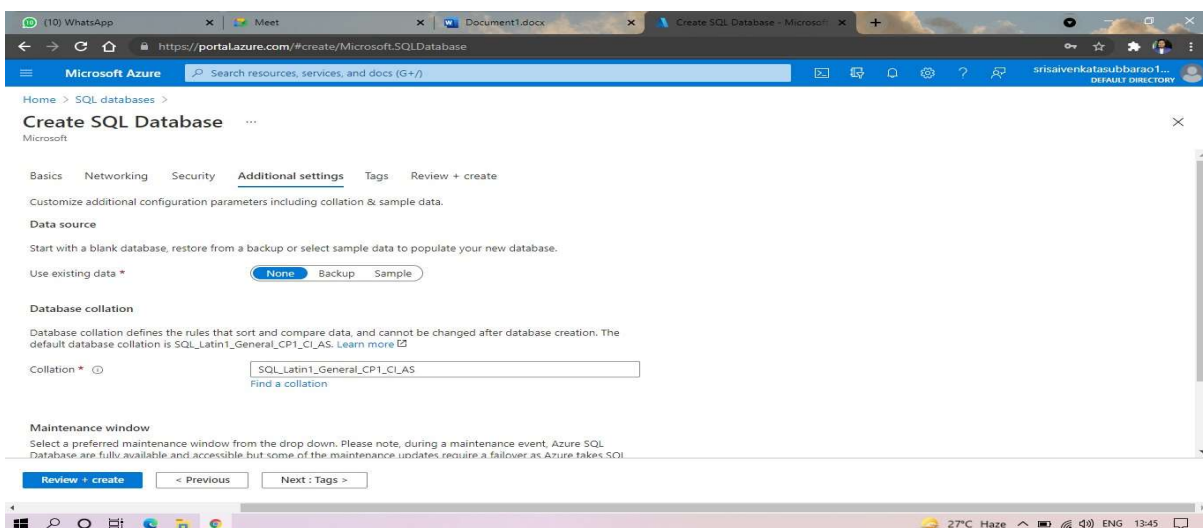 (10) WhatsApp
Meet
Document1.docx
Create SQL Database - Microsoft
https://portal.azure.com/#create/Microsoft.SQLDatabase
Microsoft Azure
Search resources, services, and docs (G+/)
srisaivenkatasubbarao1...
DEFAULT DIRECTORY
Home > SQL databases >
Create SQL Database ...
Microsoft
Basics Networking Security Additional settings Tags Review + create
Customize additional configuration parameters including collation & sample data.
Data source
Start with a blank database, restore from a backup or select sample data to populate your new database.
Use existing data * None Backup Sample
Database collation
Database collation defines the rules that sort and compare data, and cannot be changed after database creation. The
default database collation is SQL_Latin1_General_CP1_CI_AS. Learn more
Collation * SQL_Latin1_General_CP1_CI_AS
Find a collation
Maintenance window
Select a preferred maintenance window from the drop down. Please note, during a maintenance event, Azure SQL
Database are fully available and accessible but some of the maintenance updates require a failover as Azure takes SQL
Review + create < Previous Next : Tags >
27°C Haze ENG 13:45